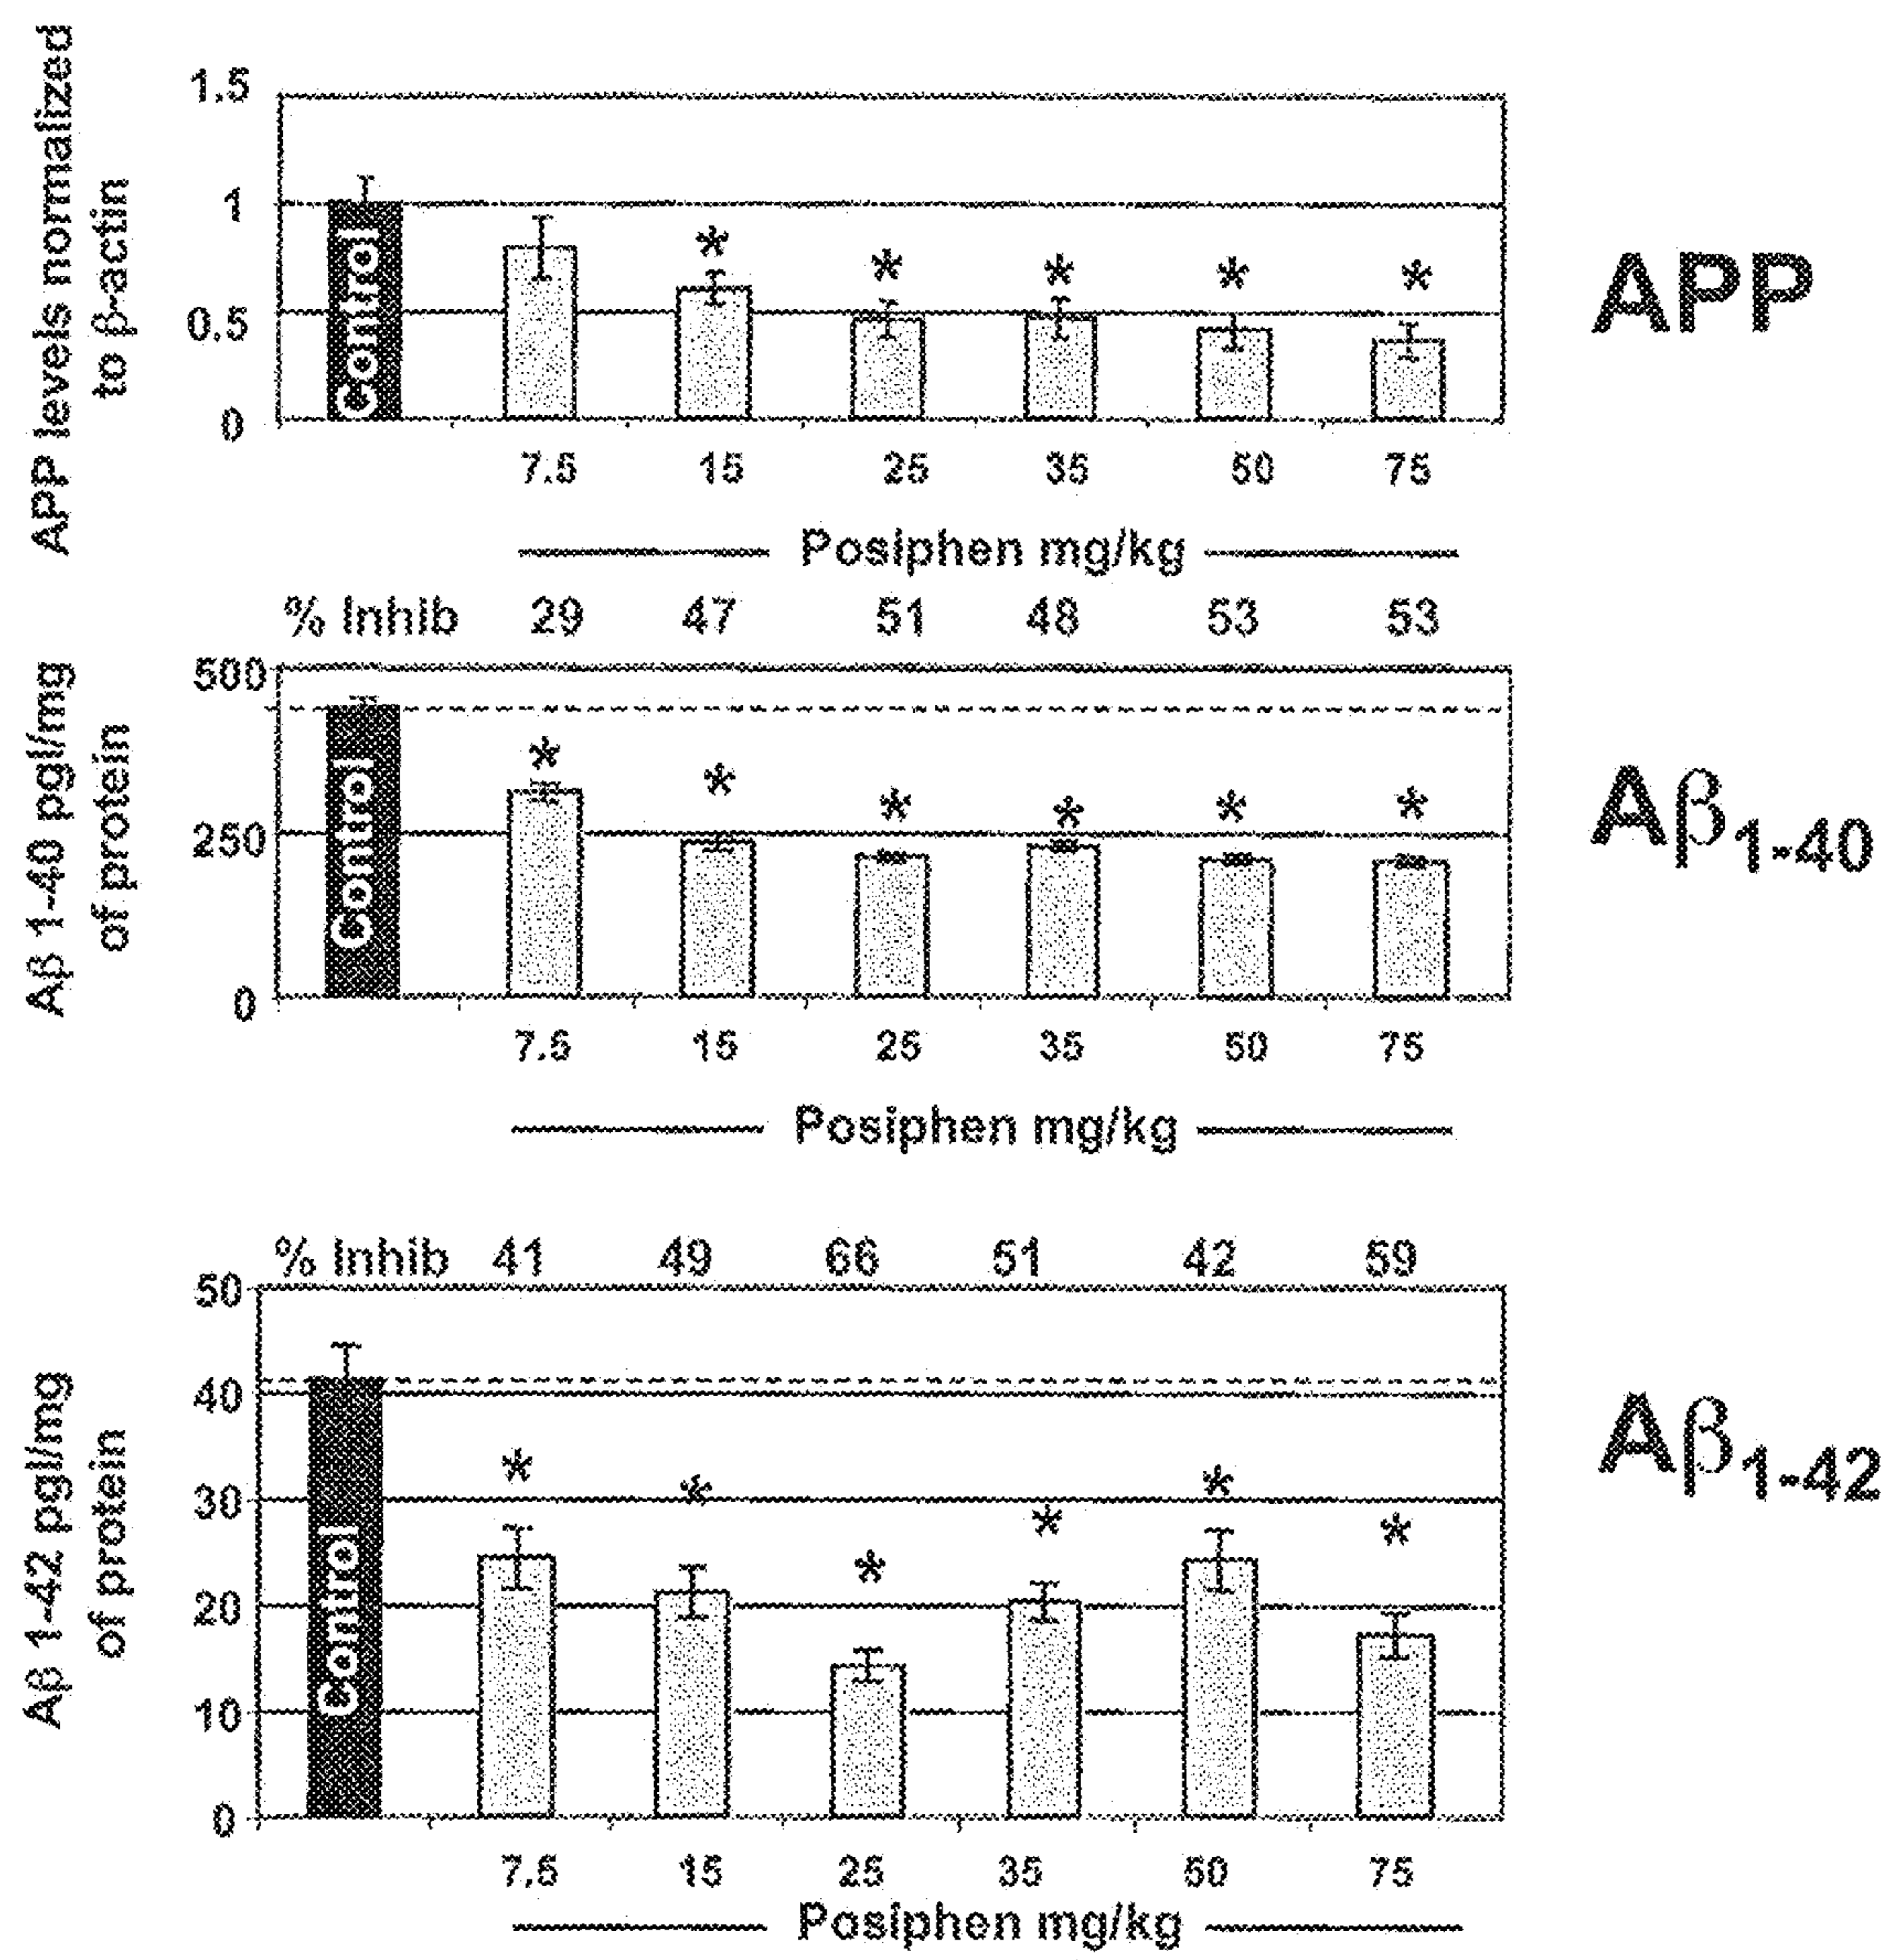 APP levels normalized
to β-actin
1.5
1
0.5
0
Control
*
*
*
*
*
7.5 15 25 35 50 75
Posiphen mg/kg
APP
% Inhib 29 47 51 48 53 53
Aβ 1-40 pgl/mg
of protein
500
250
0
Control
*
*
*
*
*
*
7.5 15 25 35 50 75
Posiphen mg/kg
Aβ1-40
% Inhib 41 49 66 51 42 59
Aβ 1-42 pgl/mg
of protein
50
40
30
20
10
0
Control
*
*
*
*
*
*
7.5 15 25 35 50 75
Posiphen mg/kg
Aβ1-42